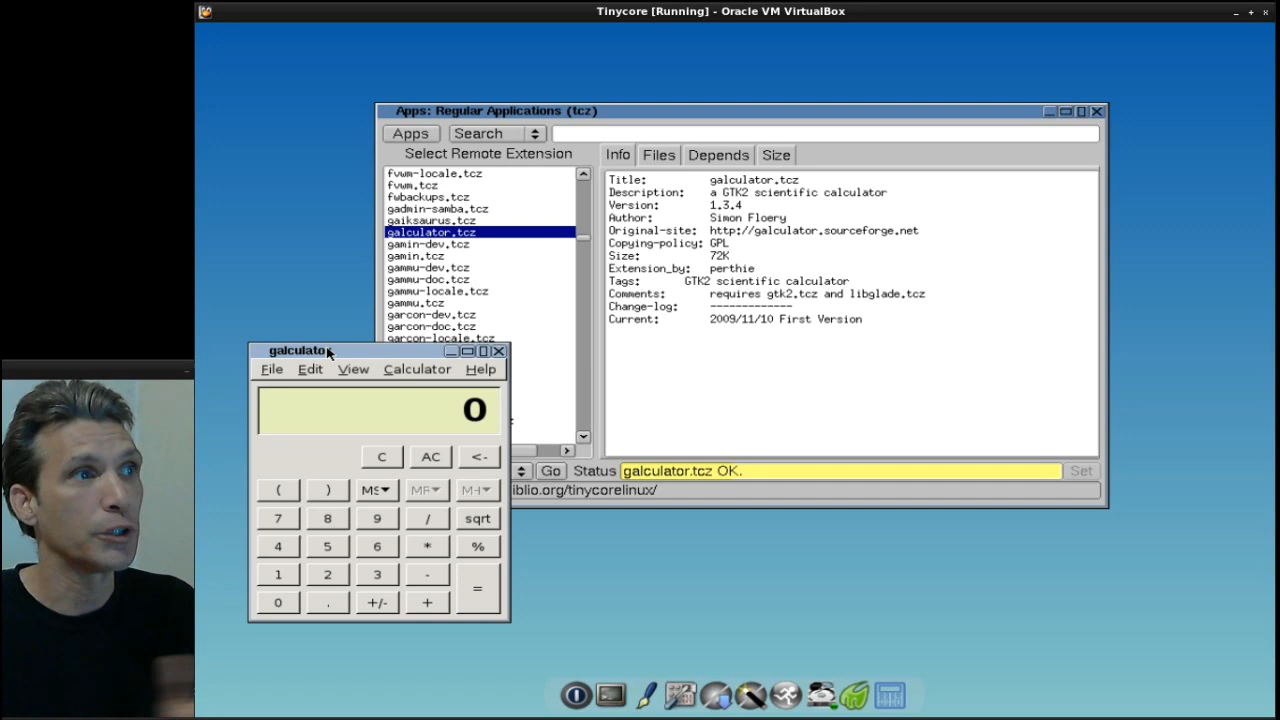 Tinycore [Running] - Oracle VM VirtualBox
Apps: Regular Applications (tcz)
Apps
Search
Select Remote Extension
Info
Files
Depends
Size
fvwm-locale.tcz
fvwm.tcz
fwbackups.tcz
gadmin-samba.tcz
gaiksaurus.tcz
galculator.tcz
gamin-dev.tcz
gamin.tcz
gammu-dev.tcz
gammu-doc.tcz
gammu-locale.tcz
gammu.tcz
garcon-dev.tcz
garcon-doc.tcz
garcon-locale.tcz
Title: galculator.tcz
Description: a GTK2 scientific calculator
Version: 1.3.4
Author: Simon Floery
Original-site: http://galculator.sourceforge.net
Copying-policy: GPL
Size: 72K
Extension_by: perthie
Tags: GTK2 scientific calculator
Comments: requires gtk2.tcz and libglade.tcz
Change-log: -------------
Current: 2009/11/10 First Version
Go
Status
galculator.tcz OK.
Set
iblio.org/tinycorelinux/
galculator
File Edit View Calculator Help
0
C AC <-
( ) MS MR M+
7 8 9 / sqrt
4 5 6 * %
1 2 3 - =
0 . +/- +